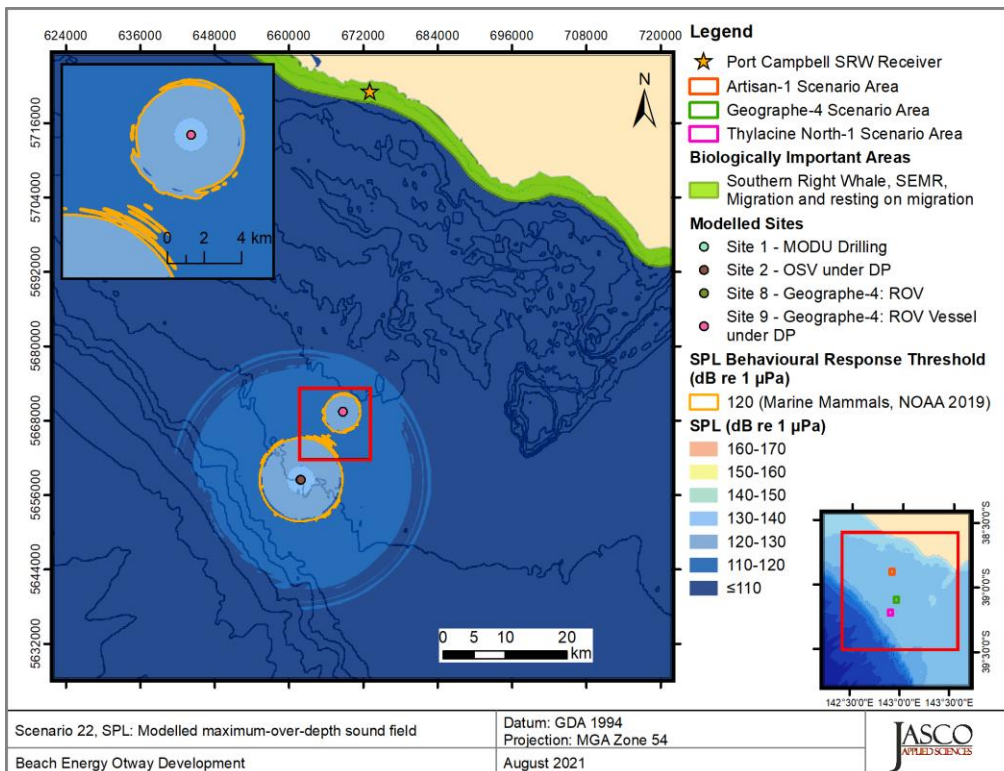 624000 636000 648000 660000 672000 684000 696000 708000 720000
5716000
5704000
5692000
5680000
5668000
5656000
5644000
5632000
0 2 4 km
N
0 5 10 20
km
Legend
Port Campbell SRW Receiver
Artisan-1 Scenario Area
Geographe-4 Scenario Area
Thylacine North-1 Scenario Area
Biologically Important Areas
Southern Right Whale, SEMR,
Migration and resting on migration
Modelled Sites
Site 1 - MODU Drilling
Site 2 - OSV under DP
Site 8 - Geographe-4: ROV
Site 9 - Geographe-4: ROV Vessel
under DP
SPL Behavioural Response Threshold
(dB re 1 µPa)
120 (Marine Mammals, NOAA 2019)
SPL (dB re 1 µPa)
160-170
150-160
140-150
130-140
120-130
110-120
≤110
38°30'0"S
39°0'0"S
39°30'0"S
142°30'0"E 143°0'0"E 143°30'0"E
Scenario 22, SPL: Modelled maximum-over-depth sound field
Datum: GDA 1994
Projection: MGA Zone 54
Beach Energy Otway Development
August 2021
JASCO
APPLIED SCIENCES